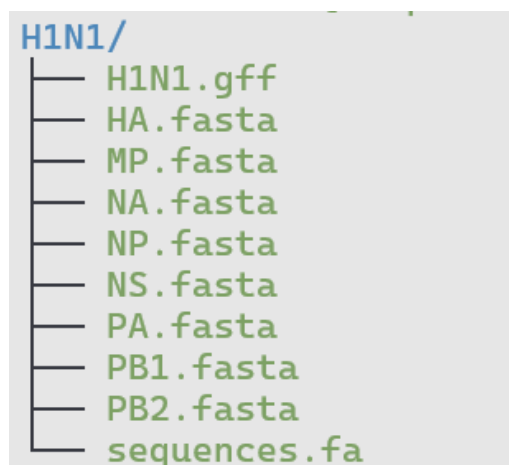 H1N1/
├── H1N1.gff
├── HA.fasta
├── MP.fasta
├── NA.fasta
├── NP.fasta
├── NS.fasta
├── PA.fasta
├── PB1.fasta
├── PB2.fasta
└── sequences.fa